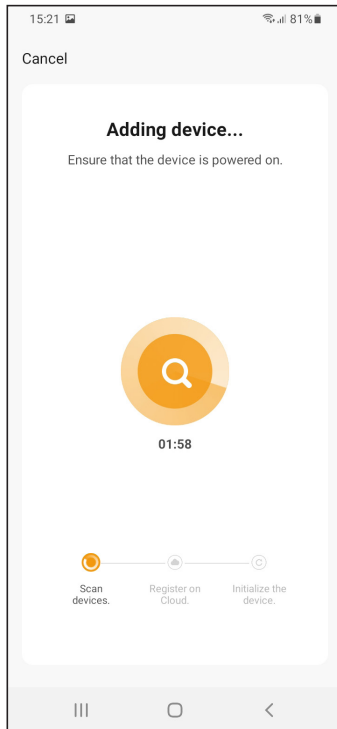 15:21 81%
Cancel
Adding device...
Ensure that the device is powered on.
01:58
Scan devices.
Register on Cloud.
Initialize the device.